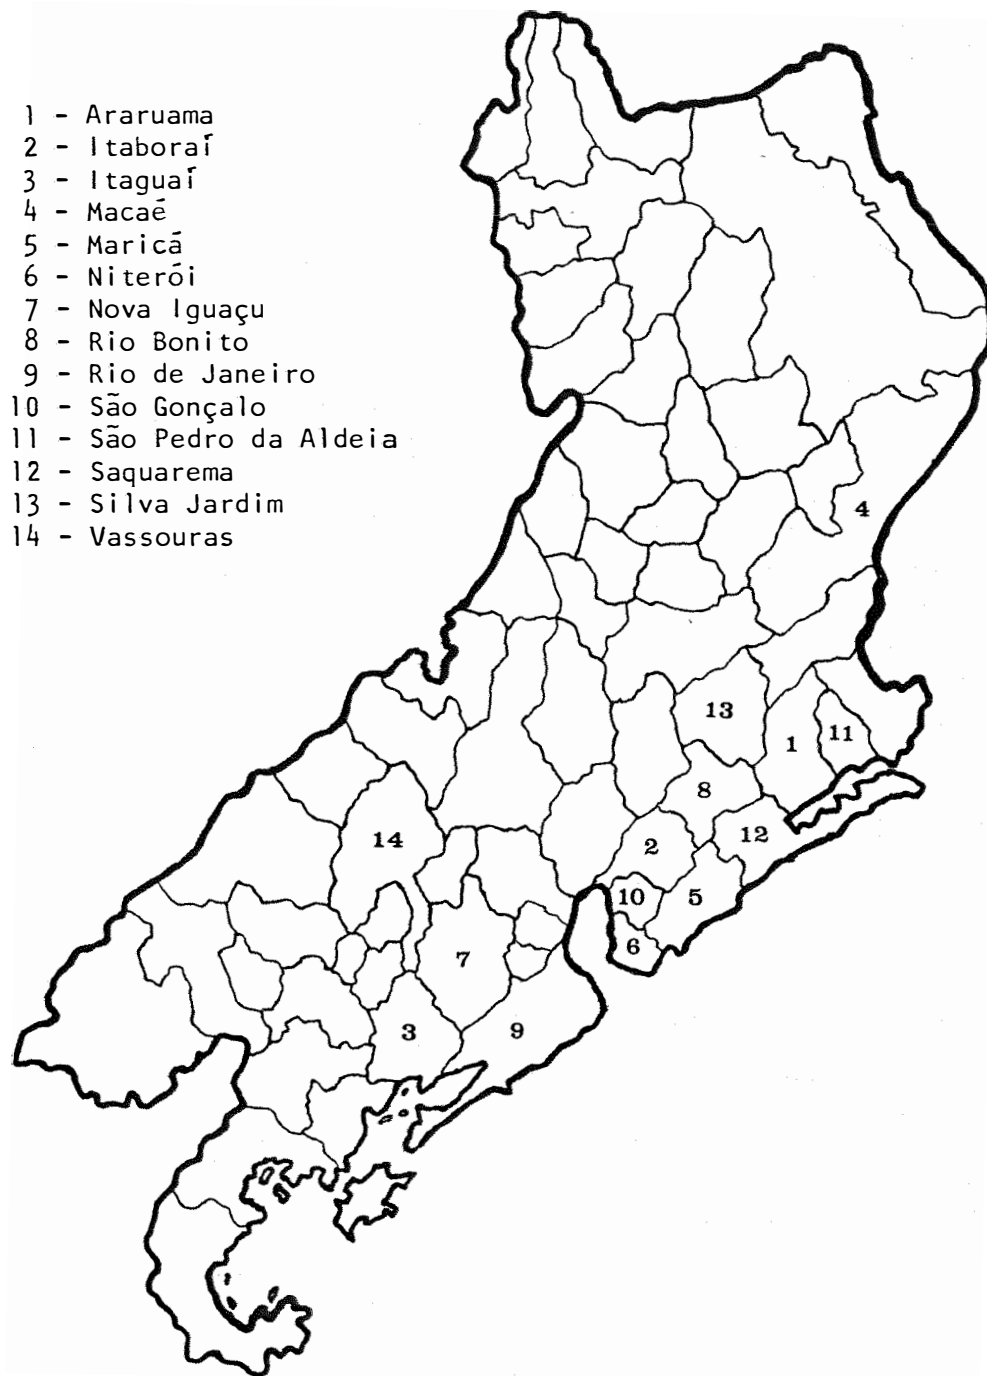 1 - Araruama
2 - Itaboraí
3 - Itaguaí
4 - Macaé
5 - Maricá
6 - Niterói
7 - Nova Iguaçu
8 - Rio Bonito
9 - Rio de Janeiro
10 - São Gonçalo
11 - São Pedro da Aldeia
12 - Saquarema
13 - Silva Jardim
14 - Vassouras
4
13
11
1
8
14
12
2
10
5
6
7
3
9